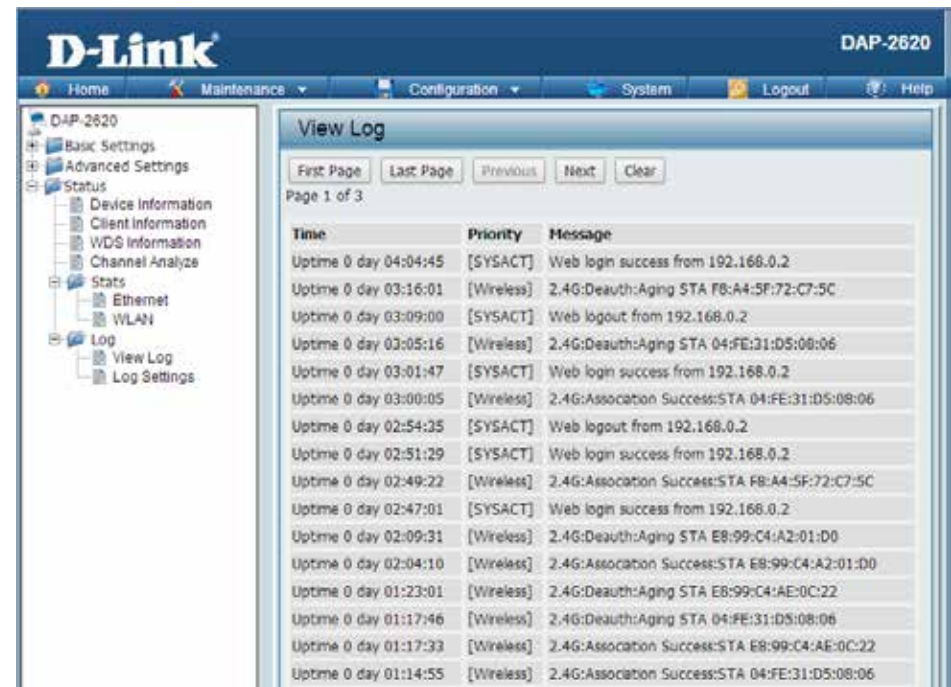 D-Link
DAP-2620
Home Maintenance Configuration System Logout Help
DAP-2620
Basic Settings
Advanced Settings
Status
Device Information
Client Information
WDS Information
Channel Analyze
Stats
Ethernet
WLAN
Log
View Log
Log Settings
View Log
First Page Last Page Previous Next Clear
Page 1 of 3
Time Priority Message
Uptime 0 day 04:04:45 [SYSACT] Web login success from 192.168.0.2
Uptime 0 day 03:16:01 [Wireless] 2.4G:Deauth:Aging STA F8:A4:5F:72:C7:5C
Uptime 0 day 03:09:00 [SYSACT] Web logout from 192.168.0.2
Uptime 0 day 03:05:16 [Wireless] 2.4G:Deauth:Aging STA 04:FE:31:D5:08:06
Uptime 0 day 03:01:47 [SYSACT] Web login success from 192.168.0.2
Uptime 0 day 03:00:05 [Wireless] 2.4G:Assocation Success:STA 04:FE:31:D5:08:06
Uptime 0 day 02:54:35 [SYSACT] Web logout from 192.168.0.2
Uptime 0 day 02:51:29 [SYSACT] Web login success from 192.168.0.2
Uptime 0 day 02:49:22 [Wireless] 2.4G:Assocation Success:STA F8:A4:5F:72:C7:5C
Uptime 0 day 02:47:01 [SYSACT] Web login success from 192.168.0.2
Uptime 0 day 02:09:31 [Wireless] 2.4G:Deauth:Aging STA E8:99:C4:A2:01:D0
Uptime 0 day 02:04:10 [Wireless] 2.4G:Assocation Success:STA E8:99:C4:A2:01:D0
Uptime 0 day 01:23:01 [Wireless] 2.4G:Deauth:Aging STA E8:99:C4:AE:0C:22
Uptime 0 day 01:17:46 [Wireless] 2.4G:Deauth:Aging STA 04:FE:31:D5:08:06
Uptime 0 day 01:17:33 [Wireless] 2.4G:Assocation Success:STA E8:99:C4:AE:0C:22
Uptime 0 day 01:14:55 [Wireless] 2.4G:Assocation Success:STA 04:FE:31:D5:08:06